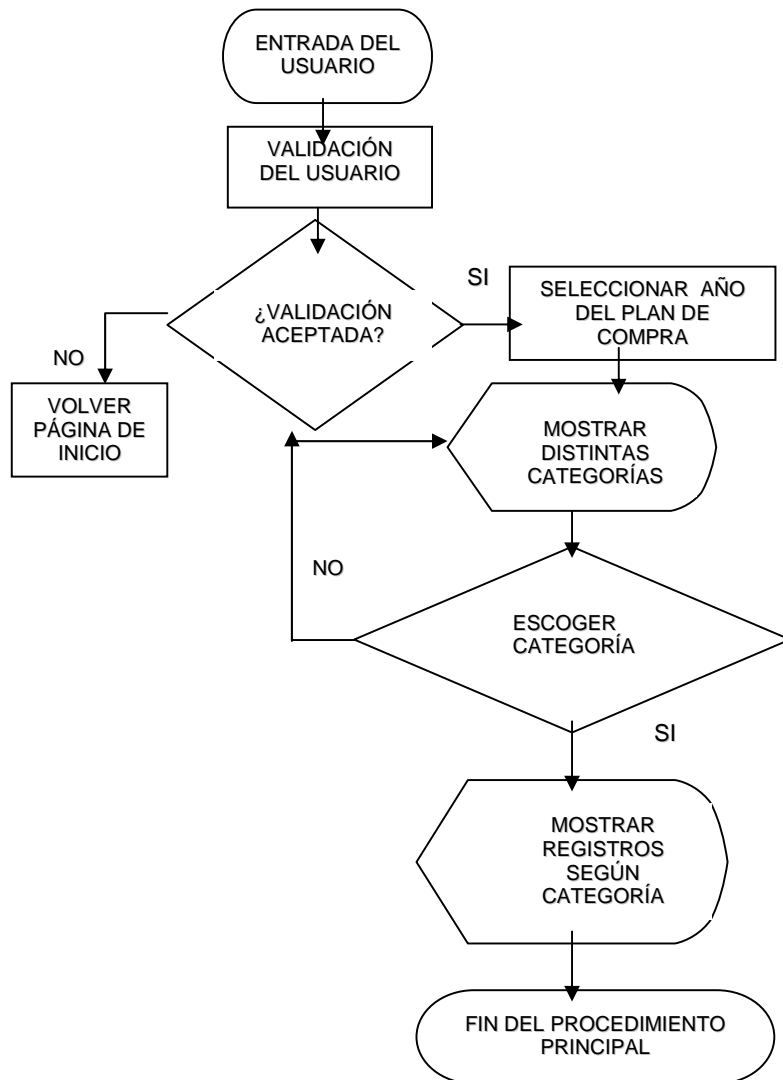 ENTRADA DEL
USUARIO
VALIDACIÓN
DEL USUARIO
¿VALIDACIÓN
ACEPTADA?
SI
SELECCIONAR AÑO
DEL PLAN DE
COMPRA
NO
VOLVER
PÁGINA DE
INICIO
MOSTRAR
DISTINTAS
CATEGORÍAS
NO
ESCOGER
CATEGORÍA
SI
MOSTRAR
REGISTROS
SEGÚN
CATEGORÍA
FIN DEL PROCEDIMIENTO
PRINCIPAL